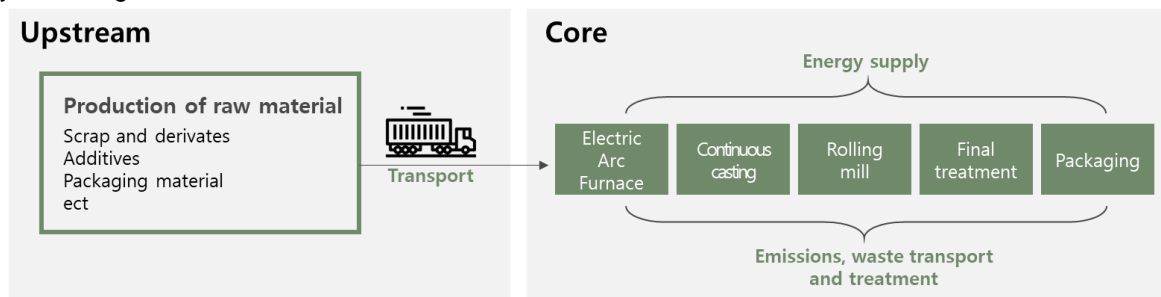 Upstream
Production of raw material
Scrap and derivates
Additives
Packaging material
ect
Transport
Core
Energy supply
Electric
Arc
Furnace
Continuous
casting
Rolling
mill
Final
treatment
Packaging
Emissions, waste transport
and treatment